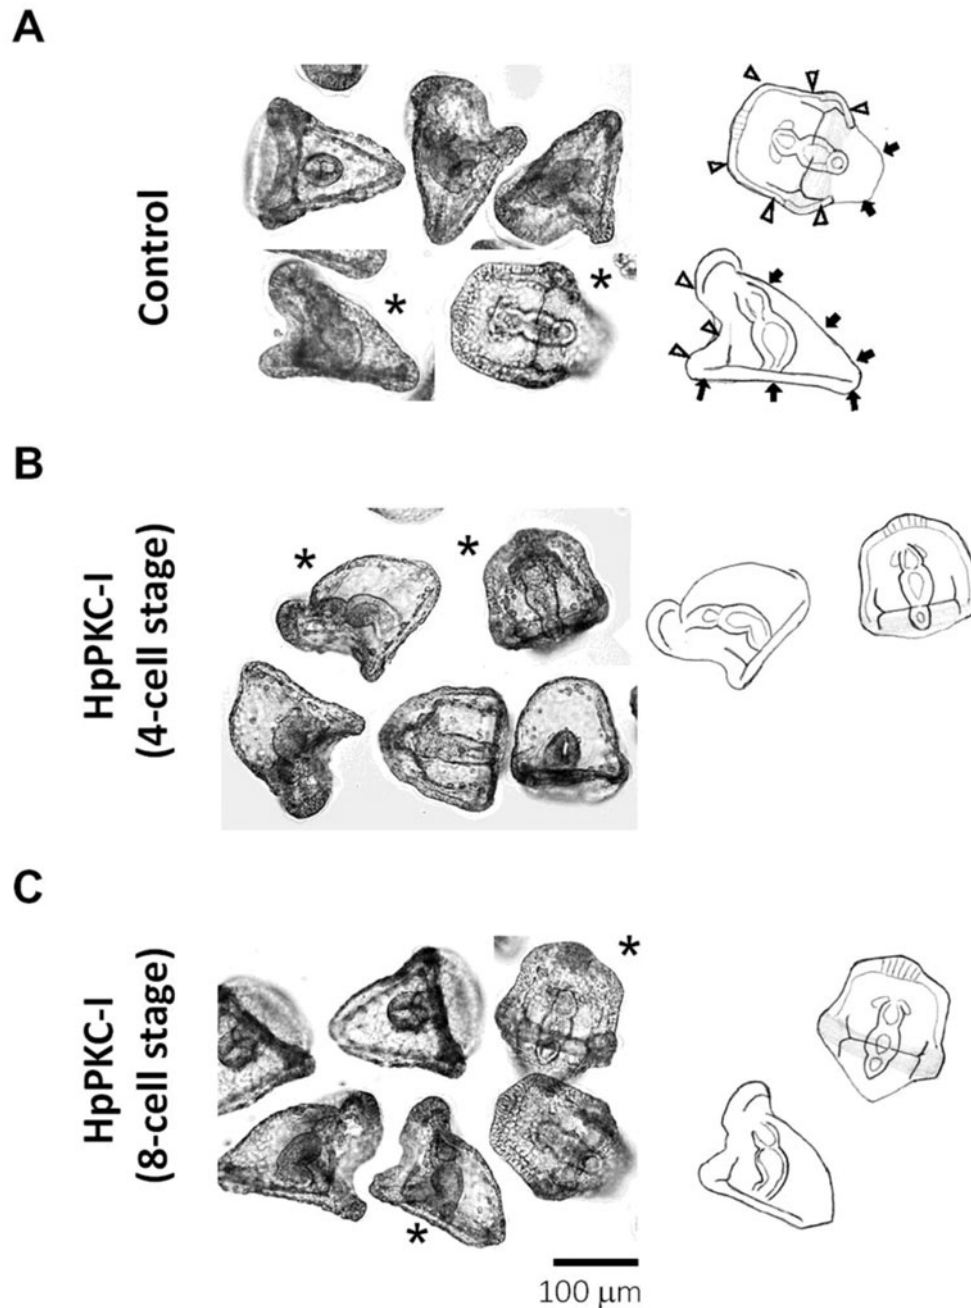 A
Control
*
*
B
HpPKC-I
(4-cell stage)
*
*
C
HpPKC-I
(8-cell stage)
*
*
100 μm